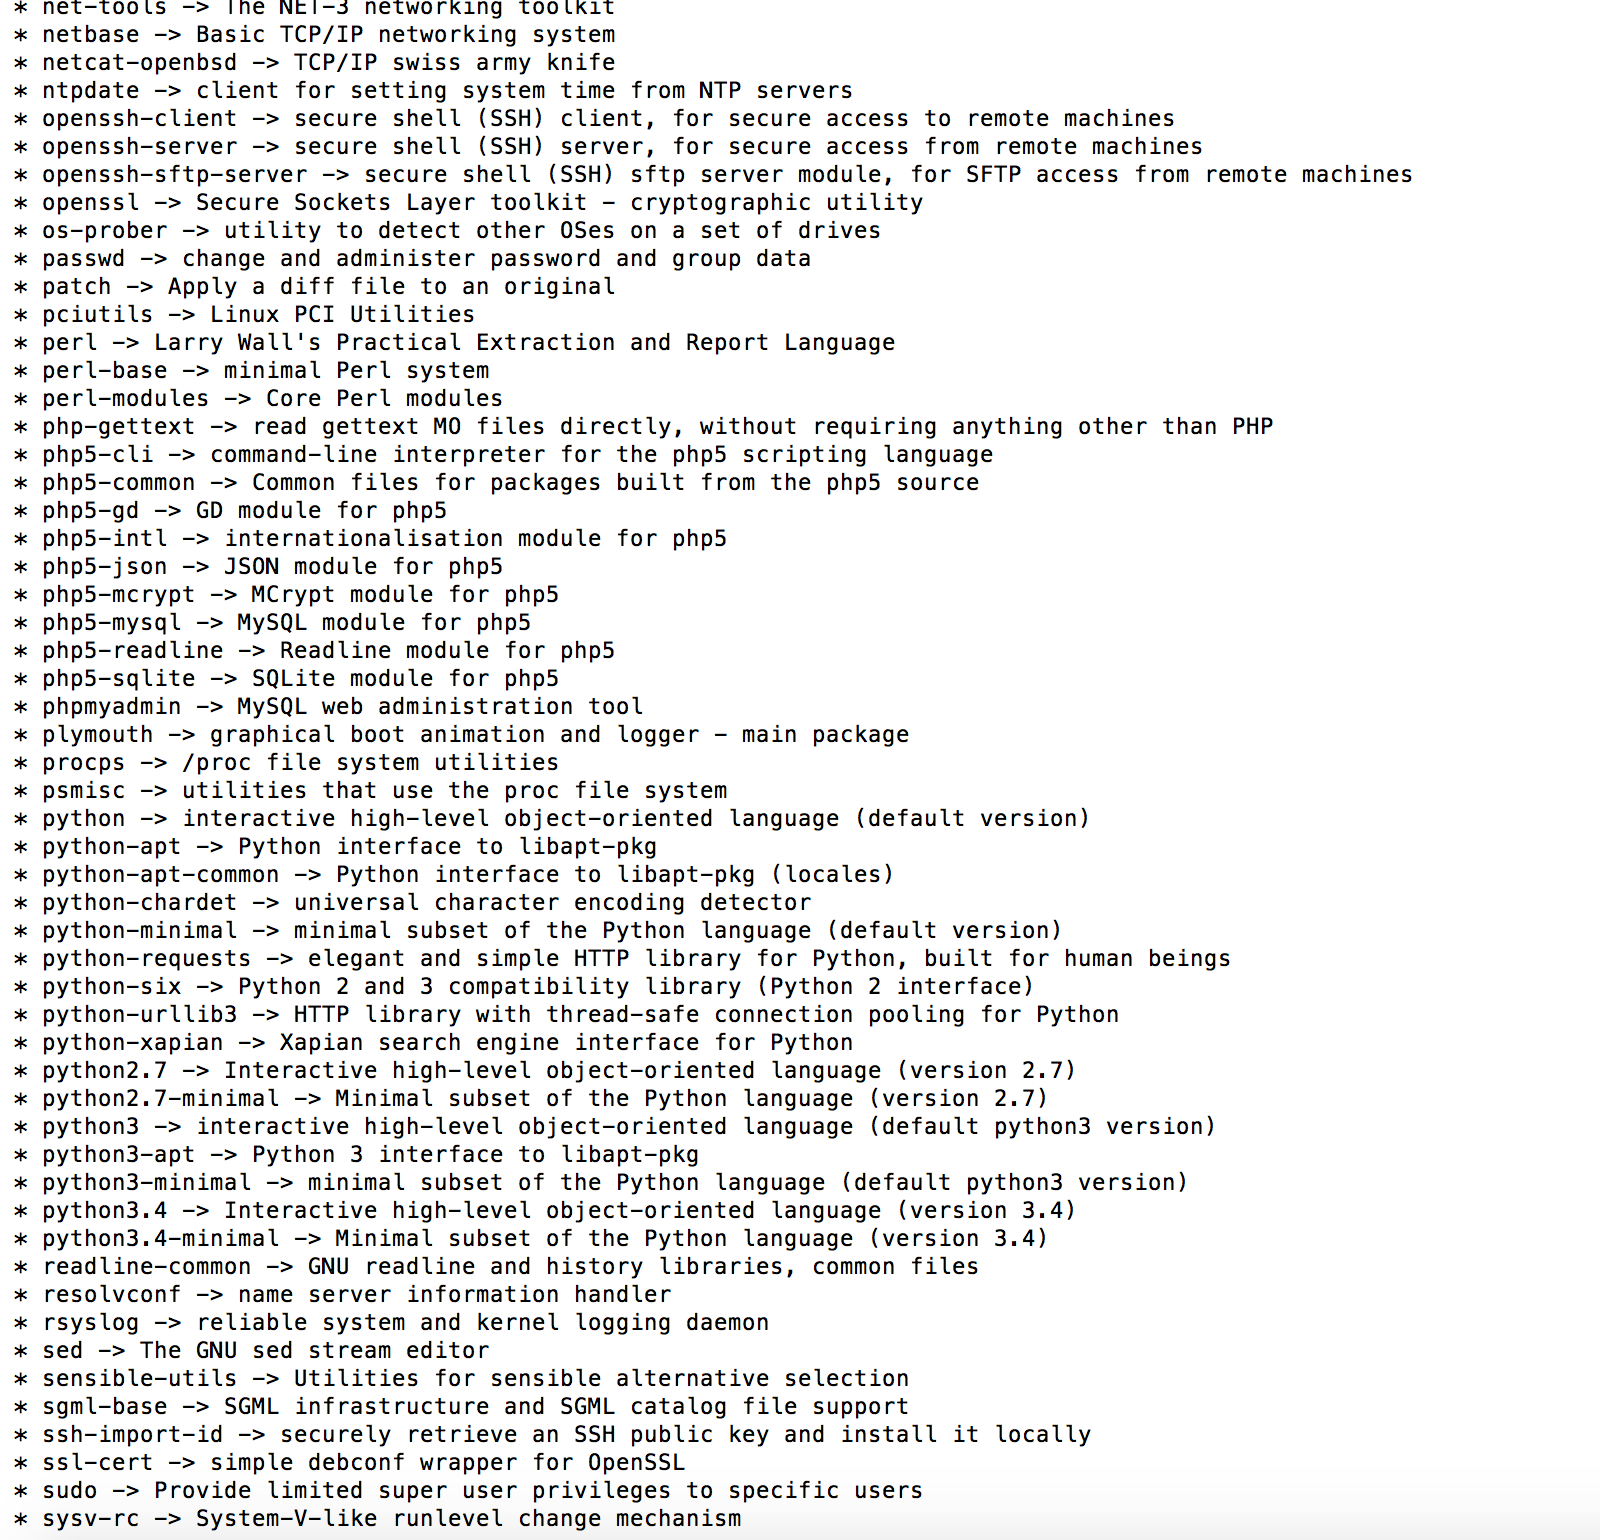 * net-tools -> The NET-3 networking toolkit
* netbase -> Basic TCP/IP networking system
* netcat-openbsd -> TCP/IP swiss army knife
* ntpdate -> client for setting system time from NTP servers
* openssh-client -> secure shell (SSH) client, for secure access to remote machines
* openssh-server -> secure shell (SSH) server, for secure access from remote machines
* openssh-sftp-server -> secure shell (SSH) sftp server module, for SFTP access from remote machines
* openssl -> Secure Sockets Layer toolkit - cryptographic utility
* os-prober -> utility to detect other OSes on a set of drives
* passwd -> change and administer password and group data
* patch -> Apply a diff file to an original
* pciutils -> Linux PCI Utilities
* perl -> Larry Wall's Practical Extraction and Report Language
* perl-base -> minimal Perl system
* perl-modules -> Core Perl modules
* php-gettext -> read gettext MO files directly, without requiring anything other than PHP
* php5-cli -> command-line interpreter for the php5 scripting language
* php5-common -> Common files for packages built from the php5 source
* php5-gd -> GD module for php5
* php5-intl -> internationalisation module for php5
* php5-json -> JSON module for php5
* php5-mcrypt -> MCrypt module for php5
* php5-mysql -> MySQL module for php5
* php5-readline -> Readline module for php5
* php5-sqlite -> SQLite module for php5
* phpmyadmin -> MySQL web administration tool
* plymouth -> graphical boot animation and logger - main package
* procps -> /proc file system utilities
* psmisc -> utilities that use the proc file system
* python -> interactive high-level object-oriented language (default version)
* python-apt -> Python interface to libapt-pkg
* python-apt-common -> Python interface to libapt-pkg (locales)
* python-chardet -> universal character encoding detector
* python-minimal -> minimal subset of the Python language (default version)
* python-requests -> elegant and simple HTTP library for Python, built for human beings
* python-six -> Python 2 and 3 compatibility library (Python 2 interface)
* python-urllib3 -> HTTP library with thread-safe connection pooling for Python
* python-xapian -> Xapian search engine interface for Python
* python2.7 -> Interactive high-level object-oriented language (version 2.7)
* python2.7-minimal -> Minimal subset of the Python language (version 2.7)
* python3 -> interactive high-level object-oriented language (default python3 version)
* python3-apt -> Python 3 interface to libapt-pkg
* python3-minimal -> minimal subset of the Python language (default python3 version)
* python3.4 -> Interactive high-level object-oriented language (version 3.4)
* python3.4-minimal -> Minimal subset of the Python language (version 3.4)
* readline-common -> GNU readline and history libraries, common files
* resolvconf -> name server information handler
* rsyslog -> reliable system and kernel logging daemon
* sed -> The GNU sed stream editor
* sensible-utils -> Utilities for sensible alternative selection
* sgml-base -> SGML infrastructure and SGML catalog file support
* ssh-import-id -> securely retrieve an SSH public key and install it locally
* ssl-cert -> simple debconf wrapper for OpenSSL
* sudo -> Provide limited super user privileges to specific users
* sysv-rc -> System-V-like runlevel change mechanism